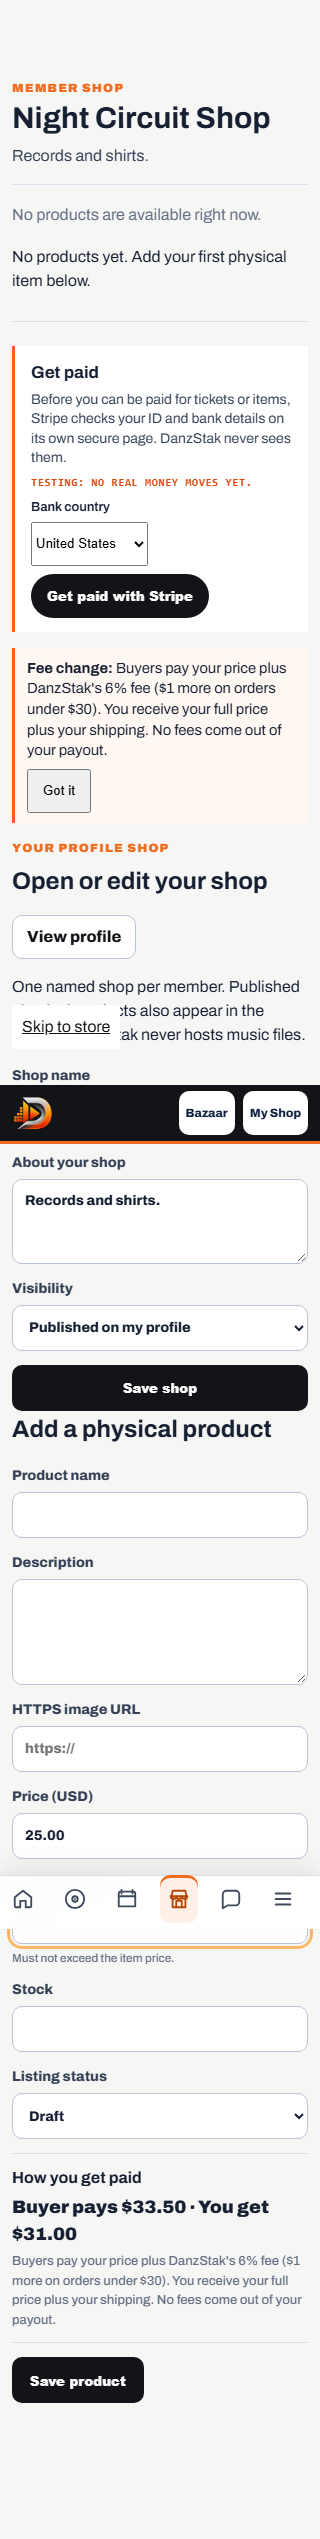 MEMBER SHOP
Night Circuit Shop
Records and shirts.
No products are available right now.
No products yet. Add your first physical
item below.
Get paid
Before you can be paid for tickets or items,
Stripe checks your ID and bank details on
its own secure page. DanzStak never sees
them.
TESTING: NO REAL MONEY MOVES YET.
Bank country
United States
Get paid with Stripe
Fee change: Buyers pay your price plus
DanzStak's 6% fee ($1 more on orders
under $30). You receive your full price
plus your shipping. No fees come out of
your payout.
Got it
YOUR PROFILE SHOP
Open or edit your shop
View profile
One named shop per member. Published
cts also appear in the
Skip to store
ak never hosts music files.
Shop name
Bazaar
My Shop
About your shop
Records and shirts.
Visibility
Published on my profile
Save shop
Add a physical product
Product name
Description
HTTPS image URL
https://
Price (USD)
25.00
Must not exceed the item price.
Stock
Listing status
Draft
How you get paid
Buyer pays $33.50 · You get
$31.00
Buyers pay your price plus DanzStak's 6% fee ($1
more on orders under $30). You receive your full
price plus your shipping. No fees come out of your
payout.
Save product